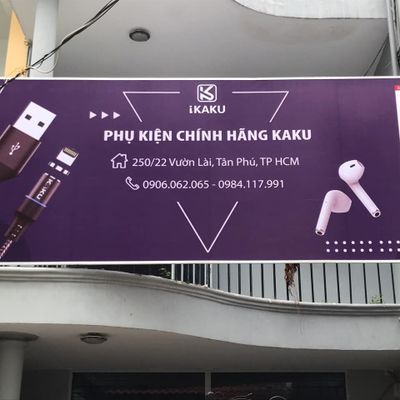 iKAKU
PHỤ KIỆN CHÍNH HÃNG KAKU
250/22 Vườn Lài, Tân Phú, TP HCM
0906.062.065 - 0984.117.991
iKAKU